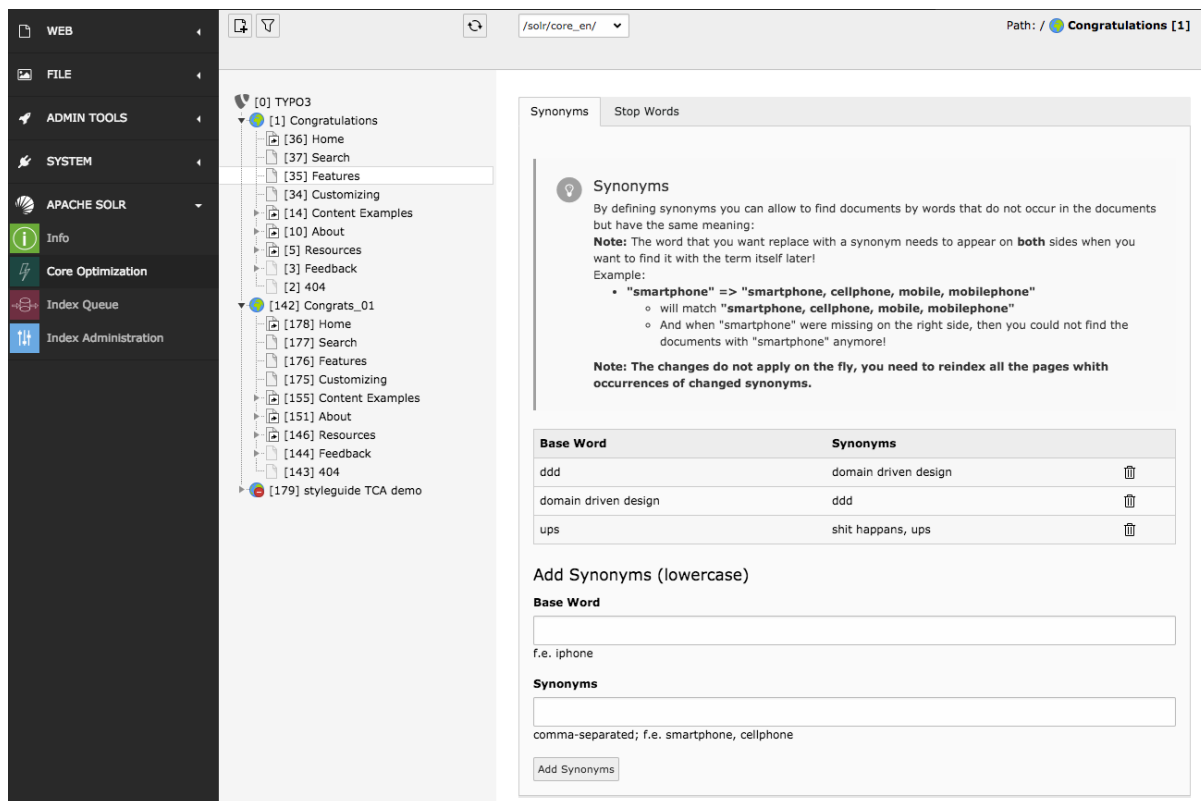 WEB
FILE
ADMIN TOOLS
SYSTEM
APACHE SOLR
Info
Core Optimization
Index Queue
Index Administration
[0] TYPO3
[1] Congratulations
[36] Home
[37] Search
[35] Features
[34] Customizing
[14] Content Examples
[10] About
[5] Resources
[3] Feedback
[2] 404
[142] Congrats_01
[178] Home
[177] Search
[176] Features
[175] Customizing
[155] Content Examples
[151] About
[146] Resources
[144] Feedback
[143] 404
[179] styleguide TCA demo
/solr/core_en/
Path: / Congratulations [1]
Synonyms Stop Words
Synonyms
By defining synonyms you can allow to find documents by words that do not occur in the documents
but have the same meaning:
Note: The word that you want replace with a synonym needs to appear on both sides when you
want to find it with the term itself later!
Example:
"smartphone" => "smartphone, cellphone, mobile, mobilephone"
will match "smartphone, cellphone, mobile, mobilephone"
And when "smartphone" were missing on the right side, then you could not find the
documents with "smartphone" anymore!
Note: The changes do not apply on the fly, you need to reindex all the pages whith
occurrences of changed synonyms.
Base Word Synonyms
ddd domain driven design
domain driven design ddd
ups shit happans, ups
Add Synonyms (lowercase)
Base Word
f.e. iphone
Synonyms
comma-separated; f.e. smartphone, cellphone
Add Synonyms